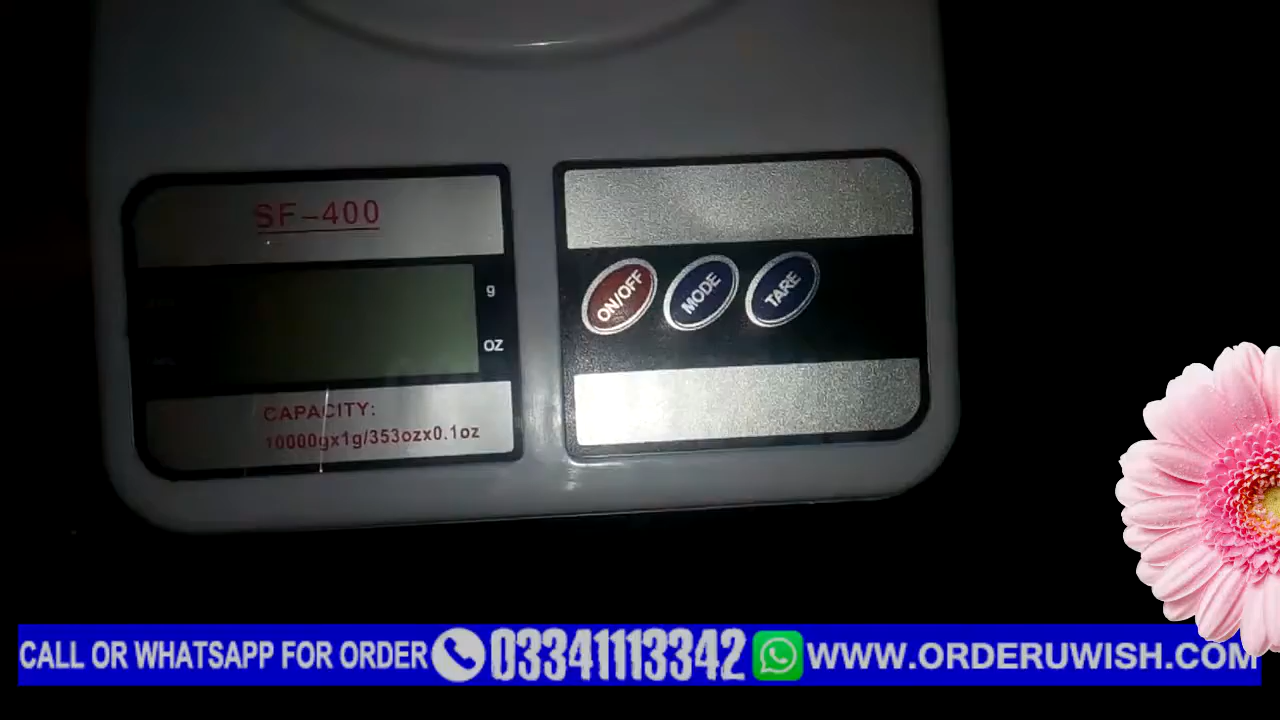 SF-400
g
OZ
CAPACITY:
10000gx1g/353ozx0.1oz
ON/OFF
MODE
TARE
CALL OR WHATSAPP FOR ORDER 03341113342 WWW.ORDERUWISH.COM